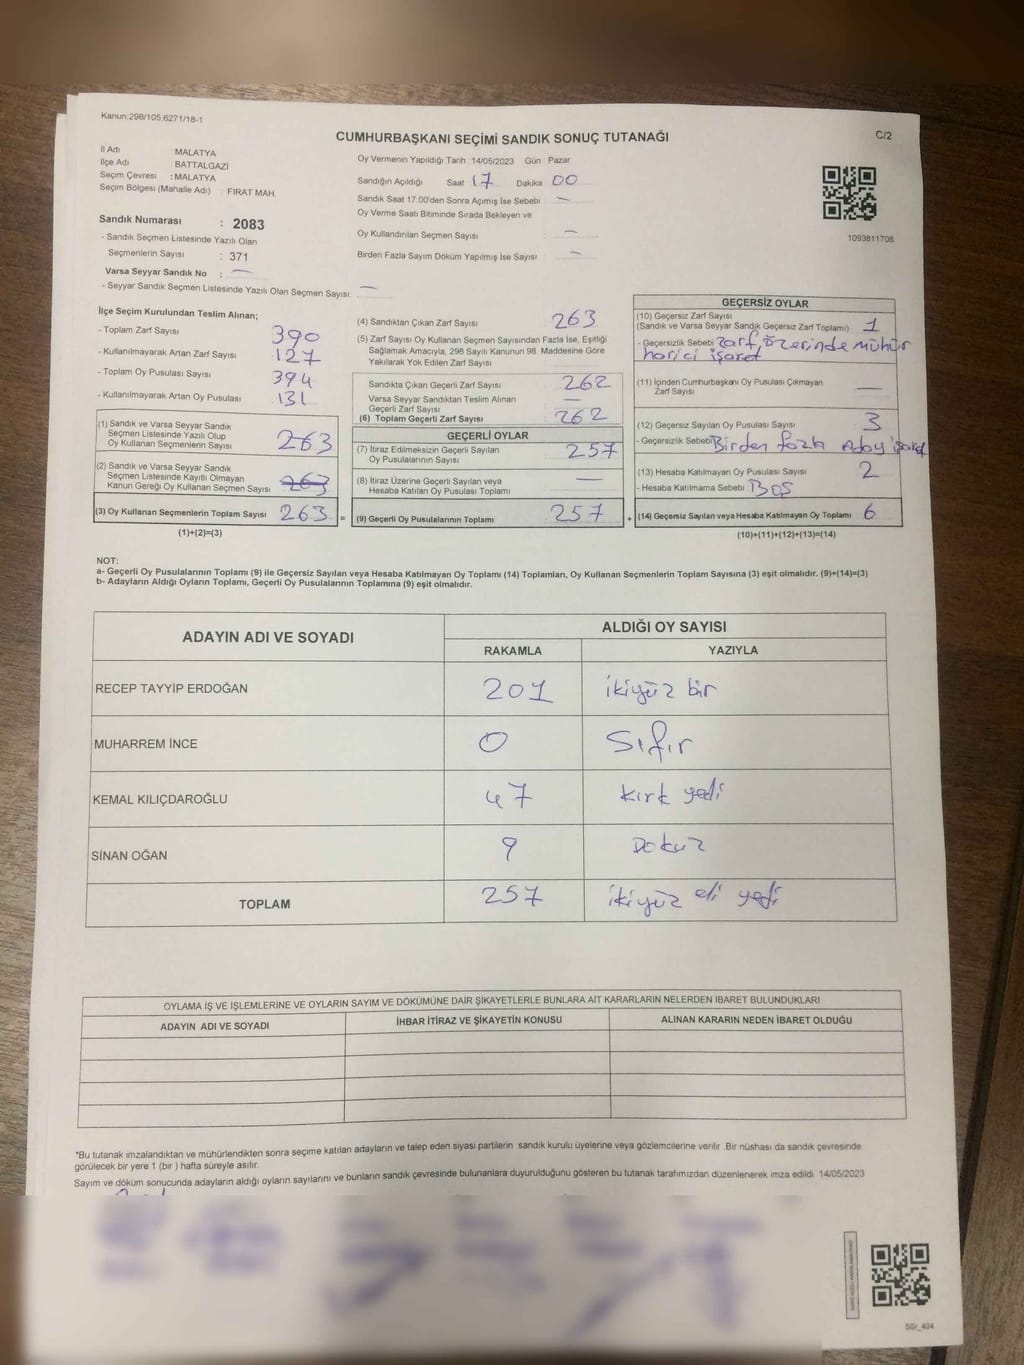 Kanun:298/105,6271/18-1
CUMHURBAŞKANI SEÇİMİ SANDIK SONUÇ TUTANAĞI
C/2
İl Adı MALATYA
İlçe Adı BATTALGAZİ
Seçim Çevresi : MALATYA
Seçim Bölgesi (Mahalle Adı) : FIRAT MAH.
Oy Vermenin Yapıldığı Tarih :14/05/2023 Gün : Pazar
Sandığın Açıldığı Saat 17 Dakika 00
Sandık Saat 17:00'den Sonra Açımış İse Sebebi —
Oy Verme Saati Bitiminde Sırada Bekleyen ve
Oy Kullandırılan Seçmen Sayısı —
Birden Fazla Sayım Döküm Yapılmış İse Sayısı —
1093811708
Sandık Numarası : 2083
- Sandık Seçmen Listesinde Yazılı Olan
Seçmenlerin Sayısı : 371
Varsa Seyyar Sandık No : —
- Seyyar Sandık Seçmen Listesinde Yazılı Olan Seçmen Sayısı: —
İlçe Seçim Kurulundan Teslim Alınan;
- Toplam Zarf Sayısı 390
- Kullanılmayarak Artan Zarf Sayısı 127
- Toplam Oy Pusulası Sayısı 394
- Kullanılmayarak Artan Oy Pusulası 131
(1) Sandık ve Varsa Seyyar Sandık
Seçmen Listesinde Yazılı Olup
Oy Kullanan Seçmenlerin Sayısı 263
(2) Sandık ve Varsa Seyyar Sandık
Seçmen Listesinde Kayıtlı Olmayan
Kanun Gereği Oy Kullanan Seçmen Sayısı 263
(3) Oy Kullanan Seçmenlerin Toplam Sayısı 263 =
(1)+(2)=(3)
(4) Sandıktan Çıkan Zarf Sayısı 263
(5) Zarf Sayısı Oy Kullanan Seçmen Sayısından Fazla İse, Eşitliği
Sağlamak Amacıyla, 298 Sayılı Kanunun 98. Maddesine Göre
Yakılarak Yok Edilen Zarf Sayısı
Sandıkta Çıkan Geçerli Zarf Sayısı 262
Varsa Seyyar Sandıktan Teslim Alınan
Geçerli Zarf Sayısı —
(6) Toplam Geçerli Zarf Sayısı 262
GEÇERLİ OYLAR
(7) İtiraz Edilmeksizin Geçerli Sayılan
Oy Pusulalarının Sayısı 257
(8) İtiraz Üzerine Geçerli Sayılan veya
Hesaba Katılan Oy Pusulası Toplamı —
(9) Geçerli Oy Pusulalarının Toplamı 257 +
GEÇERSİZ OYLAR
(10) Geçersiz Zarf Sayısı
(Sandık ve Varsa Seyyar Sandık Geçersiz Zarf Toplamı) : 1
- Geçersizlik Sebebi Zarf, özerinde mühür
harici işaret
(11) İçinden Cumhurbaşkanı Oy Pusulası Çıkmayan
Zarf Sayısı —
(12) Geçersiz Sayılan Oy Pusulası Sayısı 3
- Geçersizlik Sebebi Birden fazla Aday işaret
(13) Hesaba Katılmayan Oy Pusulası Sayısı 2
- Hesaba Katılmama Sebebi BOS
(14) Geçersiz Sayılan veya Hesaba Katılmayan Oy Toplamı 6
(10)+(11)+(12)+(13)=(14)
NOT:
a- Geçerli Oy Pusulalarının Toplamı (9) ile Geçersiz Sayılan veya Hesaba Katılmayan Oy Toplamı (14) Toplamları, Oy Kullanan Seçmenlerin Toplam Sayısına (3) eşit olmalıdır. (9)+(14)=(3)
b- Adayların Aldığı Oyların Toplamı, Geçerli Oy Pusulalarının Toplamına (9) eşit olmalıdır.
ADAYIN ADI VE SOYADI
ALDIĞI OY SAYISI
RAKAMLA YAZIYLA
RECEP TAYYİP ERDOĞAN 201 ikiyüz bir
MUHARREM İNCE 0 Sıfır
KEMAL KILIÇDAROĞLU 47 kırk yedi
SİNAN OĞAN 9 Dokuz
TOPLAM 257 ikiyüz eli yedi
OYLAMA İŞ VE İŞLEMLERİNE VE OYLARIN SAYIM VE DÖKÜMÜNE DAİR ŞİKAYETLERLE BUNLARA AİT KARARLARIN NELERDEN İBARET BULUNDUKLARI
ADAYIN ADI VE SOYADI İHBAR İTİRAZ VE ŞİKAYETİN KONUSU ALINAN KARARIN NEDEN İBARET OLDUĞU
*Bu tutanak imzalandıktan ve mühürlendikten sonra seçime katılan adayların ve talep eden siyasi partilerin sandık kurulu üyelerine veya gözlemcilerine verilir. Bir nüshası da sandık çevresinde
görülecek bir yere 1 (bir) hafta süreyle asılır.
Sayım ve döküm sonucunda adayların aldığı oyların sayılarını ve bunların sandık çevresinde bulunanlara duyurulduğunu gösteren bu tutanak tarafımızdan düzenlenerek imza edildi. 14/05/2023